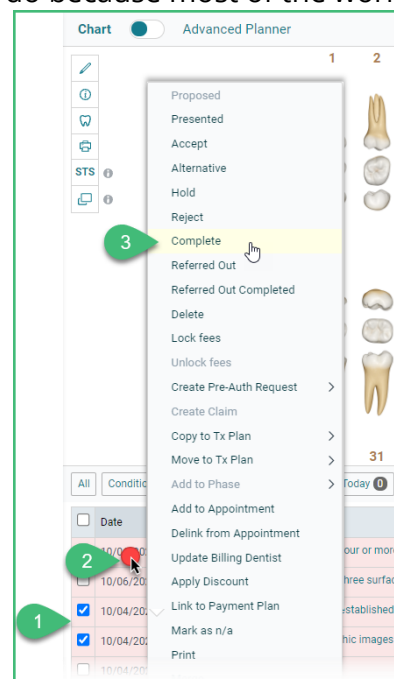 Chart Advanced Planner
1 2
Proposed
Presented
Accept
STS
Alternative
Hold
Reject
3 Complete
Referred Out
Referred Out Completed
Delete
Lock fees
Unlock fees
Create Pre-Auth Request
Create Claim
Copy to Tx Plan
Move to Tx Plan
31
Add to Phase
All Today 0
Add to Appointment
Date
Delink from Appointment
2 Update Billing Dentist
10/06/20 Apply Discount
1 10/04/20 Link to Payment Plan
Mark as n/a
10/04/20 hic images
Print
10/04/20